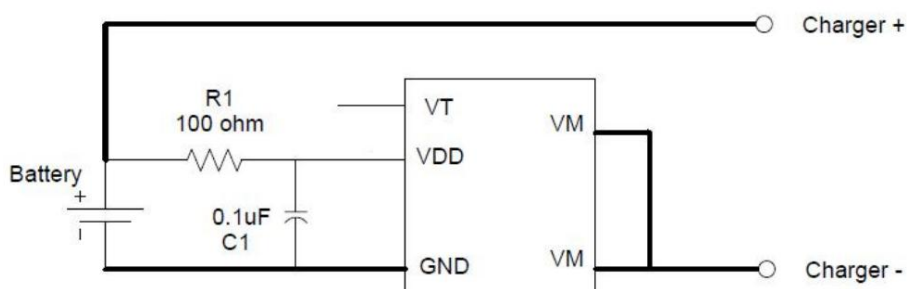 Charger +
R1
100 ohm
VT
VM
VDD
Battery
+
-
0.1uF
C1
GND
VM
Charger -